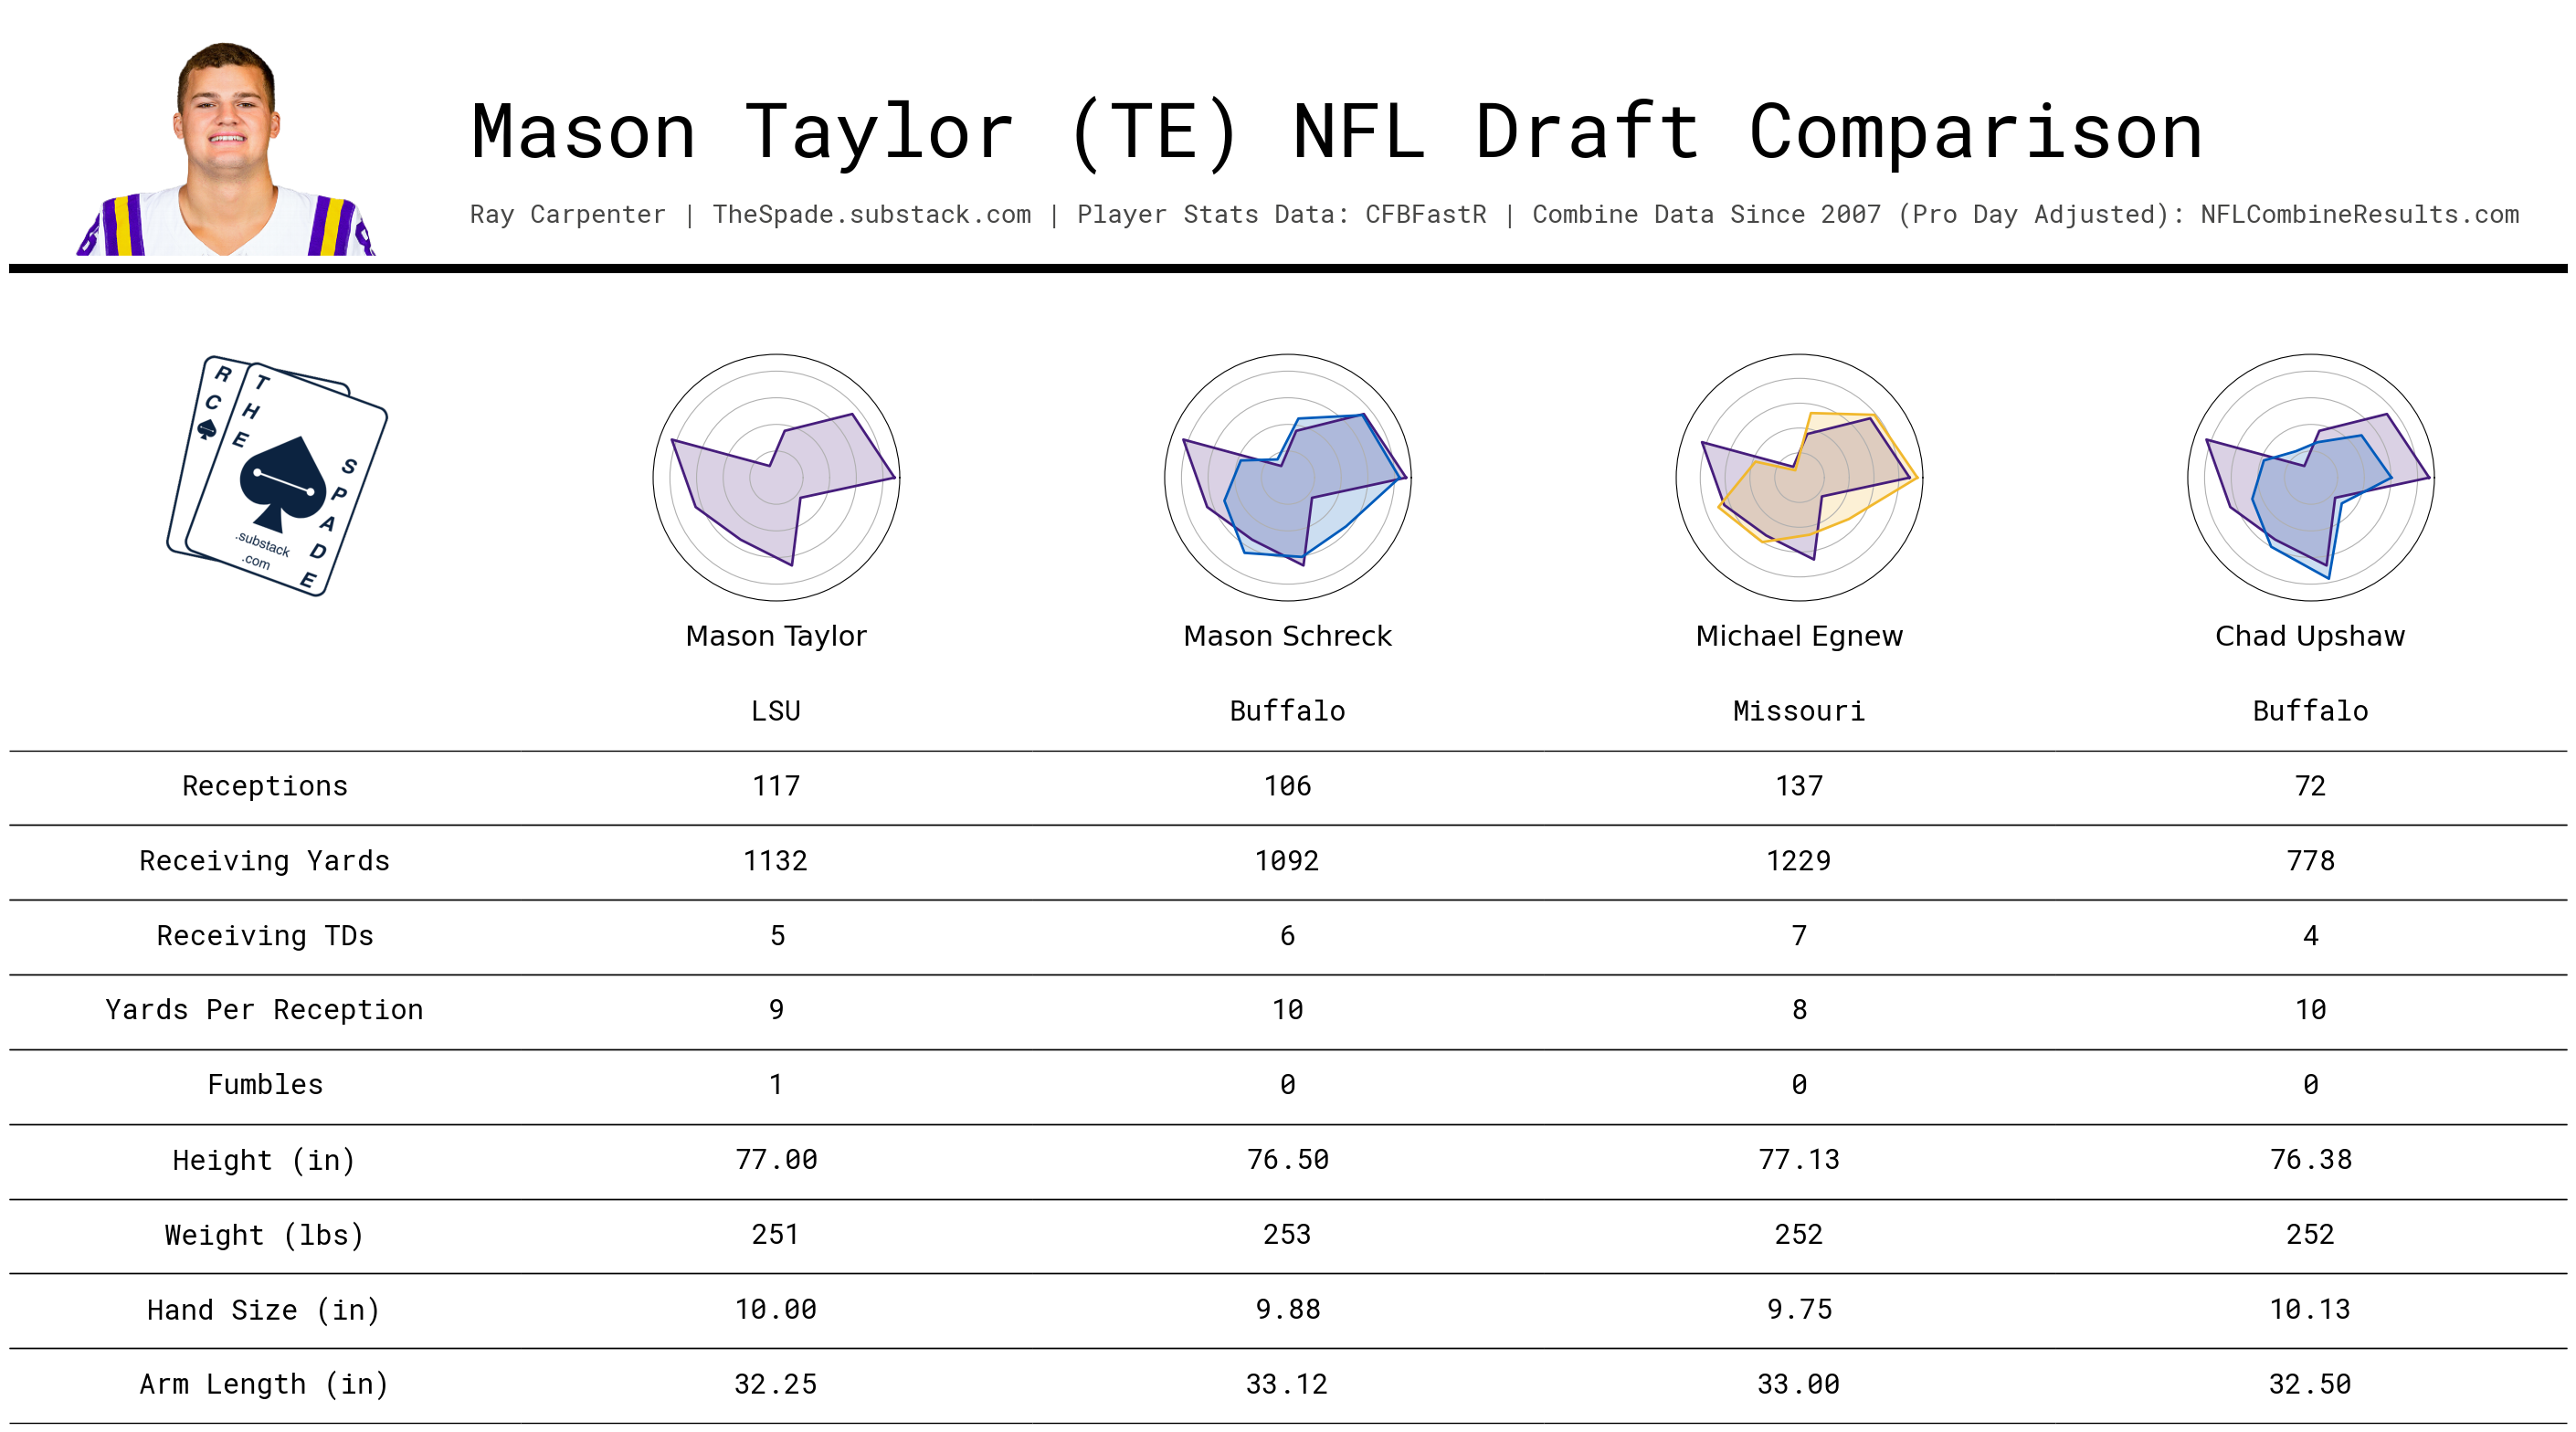 Mason Taylor (TE) NFL Draft Comparison
Ray Carpenter | TheSpade.substack.com | Player Stats Data: CFBFastR | Combine Data Since 2007 (Pro Day Adjusted): NFLCombineResults.com
R C
THE SPADE
.substack
.com
Mason Taylor Mason Schreck Michael Egnew Chad Upshaw
LSU Buffalo Missouri Buffalo
Receptions 117 106 137 72
Receiving Yards 1132 1092 1229 778
Receiving TDs 5 6 7 4
Yards Per Reception 9 10 8 10
Fumbles 1 0 0 0
Height (in) 77.00 76.50 77.13 76.38
Weight (lbs) 251 253 252 252
Hand Size (in) 10.00 9.88 9.75 10.13
Arm Length (in) 32.25 33.12 33.00 32.50